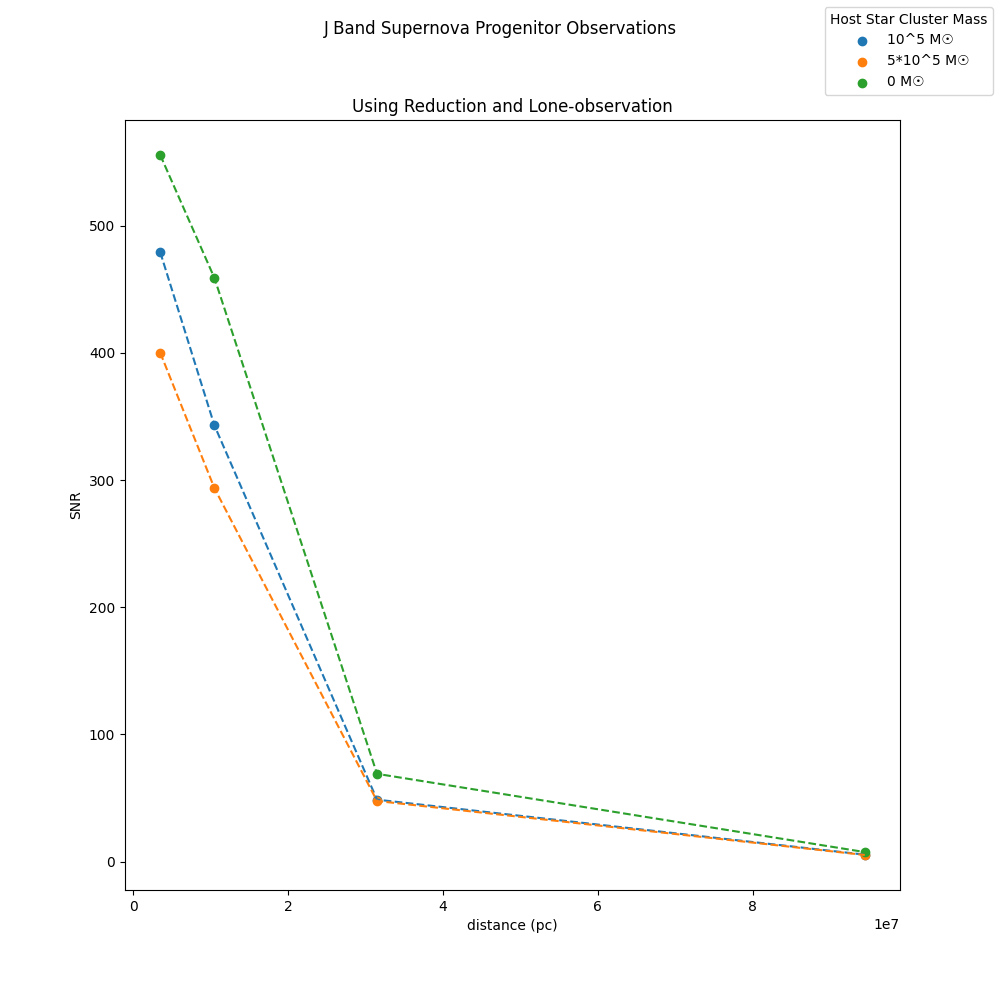 J Band Supernova Progenitor Observations
Host Star Cluster Mass
10^5 M☉
5*10^5 M☉
0 M☉
Using Reduction and Lone-observation
500
400
300
200
100
0
SNR
0 2 4 6 8
1e7
distance (pc)